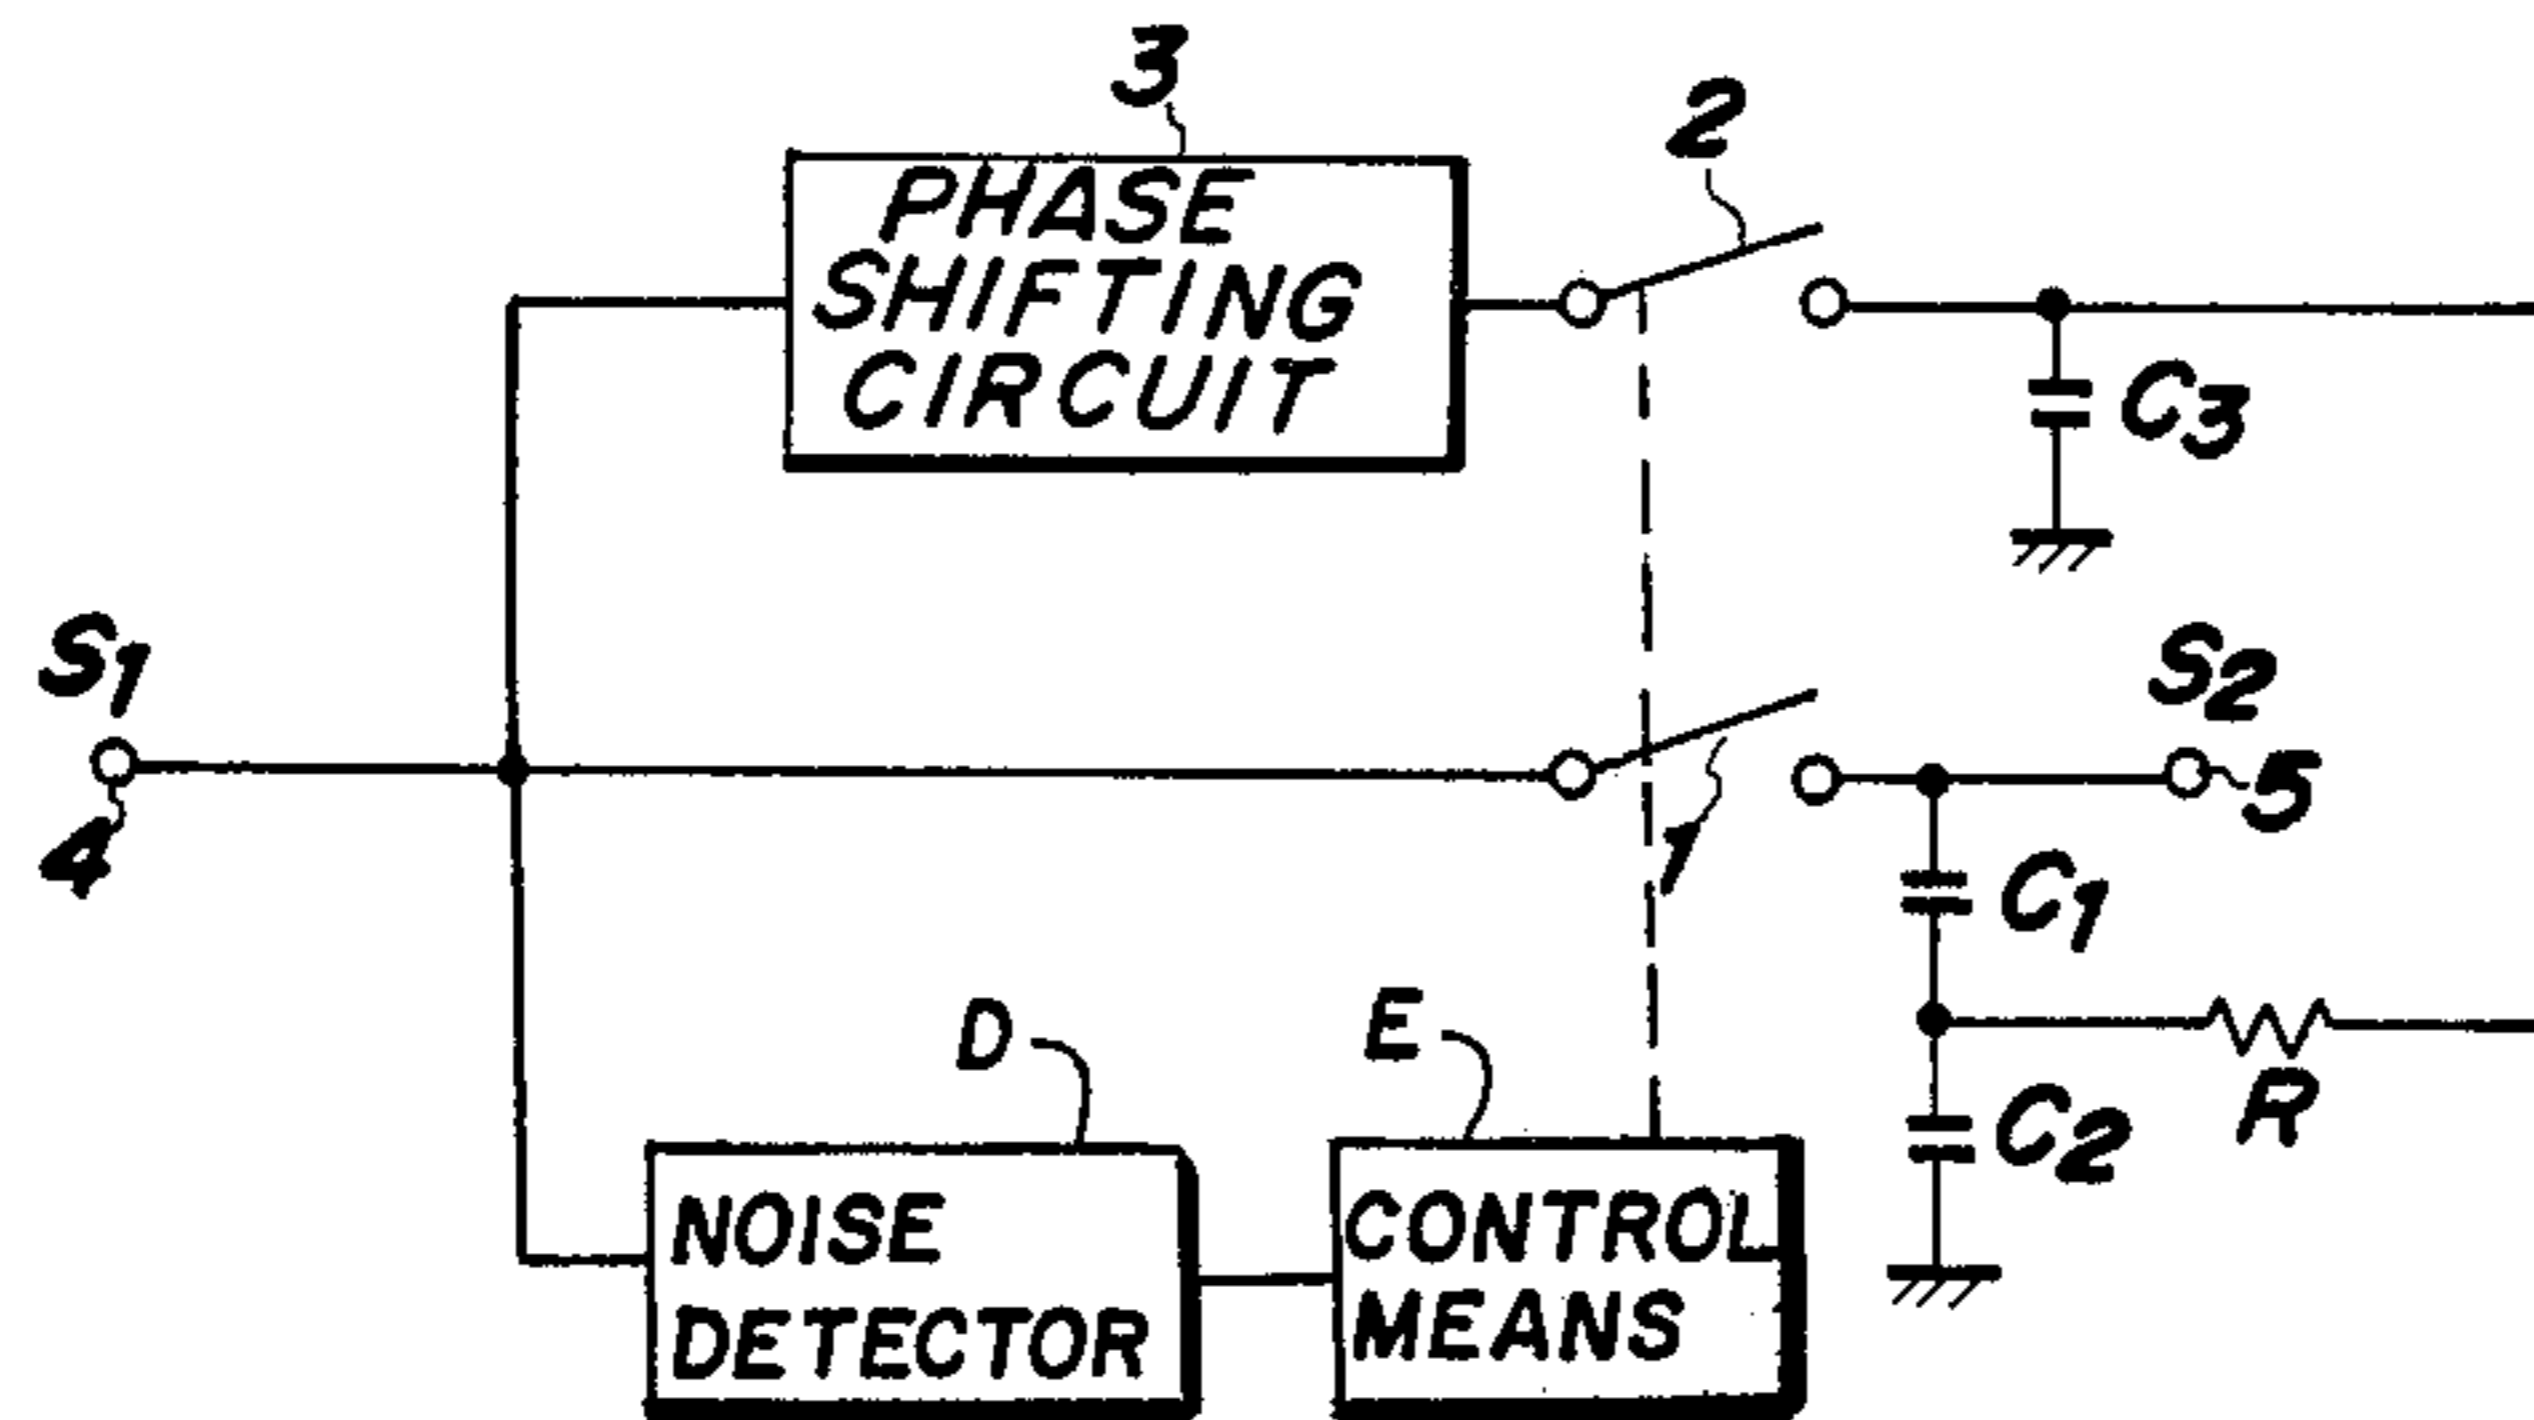 3
2
PHASE
SHIFTING
CIRCUIT
C3
S1
S2
4
1
5
C1
D
E
C2
R
NOISE
DETECTOR
CONTROL
MEANS